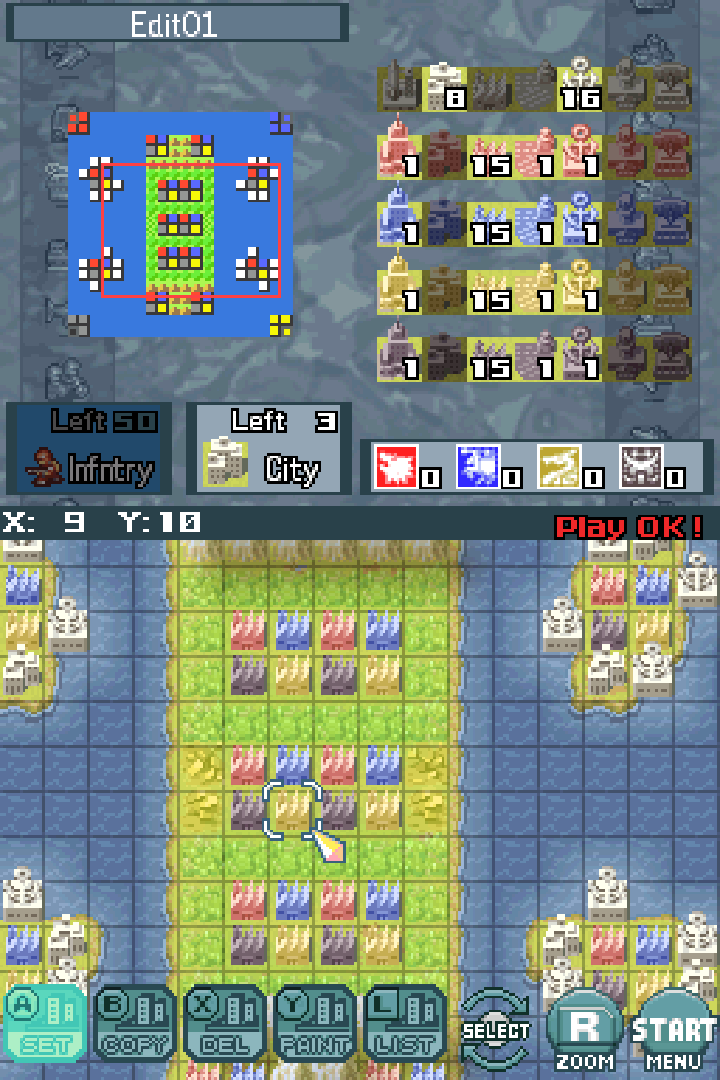 Edit01
8 16
1 15 1 1
1 15 1 1
1 15 1 1
1 15 1 1
Left 50
Infntry
Left 3
City
0 0 0 0
X: 9 Y:10
Play OK!
A SET
B COPY
X DEL
Y PAINT
L LIST
SELECT
R ZOOM
START MENU